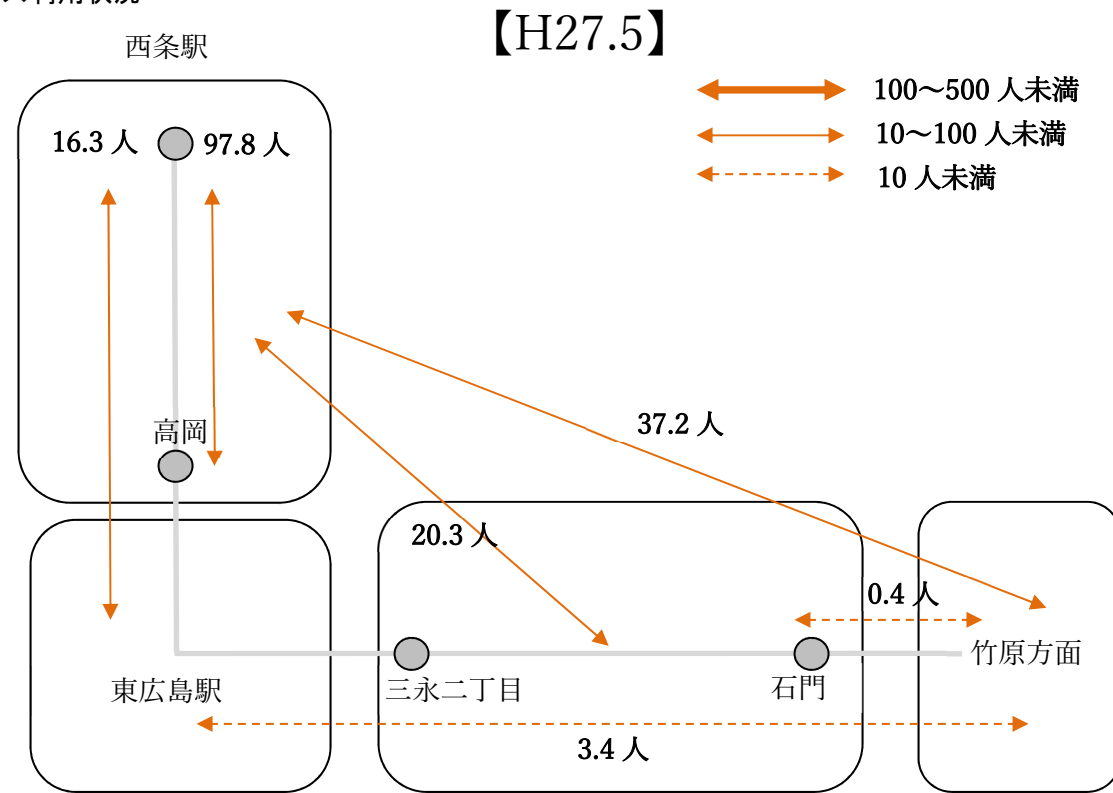 【H27.5】
西条駅
100～500 人未満
16.3 人
97.8 人
10～100 人未満
10 人未満
37.2 人
高岡
20.3 人
0.4 人
竹原方面
東広島駅
三永二丁目
石門
3.4 人